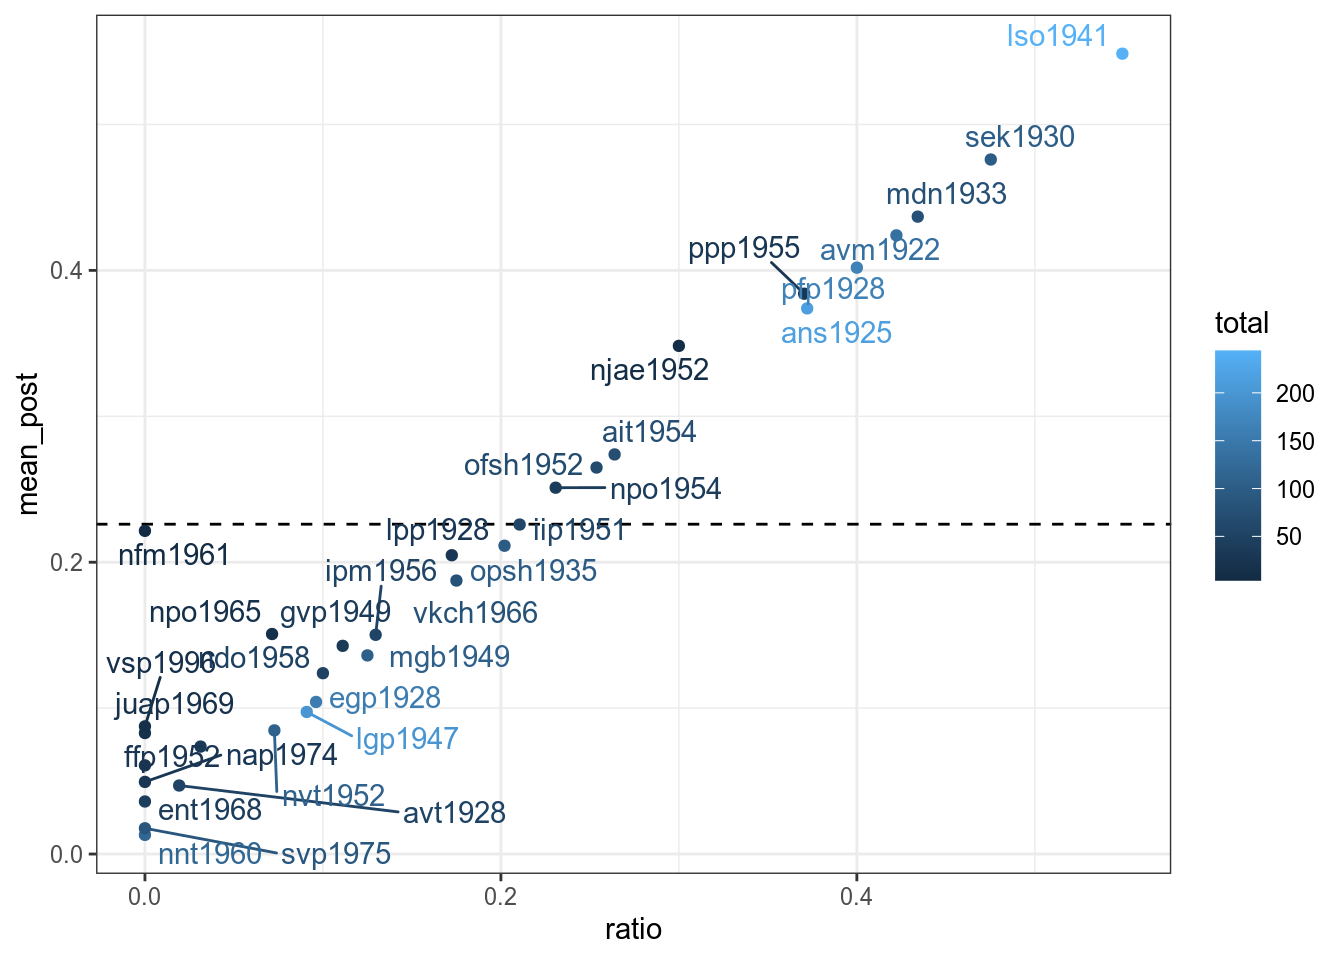 lso1941
sek1930
mdn1933
ppp1955
avm1922
pfp1928
ans1925
njae1952
ait1954
ofsh1952
npo1954
lpp1928
iip1951
nfm1961
ipm1956
opsh1935
npo1965
gvp1949
vkch1966
vsp1996
ndo1958
mgb1949
juap1969
egp1928
lgp1947
ffp1952
nap1974
nvt1952
ent1968
avt1928
nnt1960
svp1975
0.4
0.2
0.0
mean_post
0.0
0.2
0.4
ratio
total
200
150
100
50